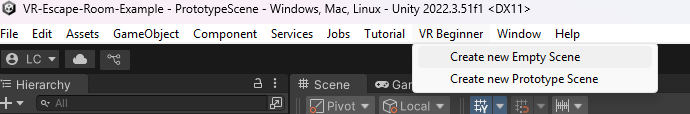 VR-Escape-Room-Example - PrototypeScene - Windows, Mac, Linux - Unity 2022.3.51f1 <DX11>
File Edit Assets GameObject Component Services Jobs Tutorial VR Beginner Window Help
LC
Create new Empty Scene
Create new Prototype Scene
Hierarchy
Scene
All
Pivot
Local